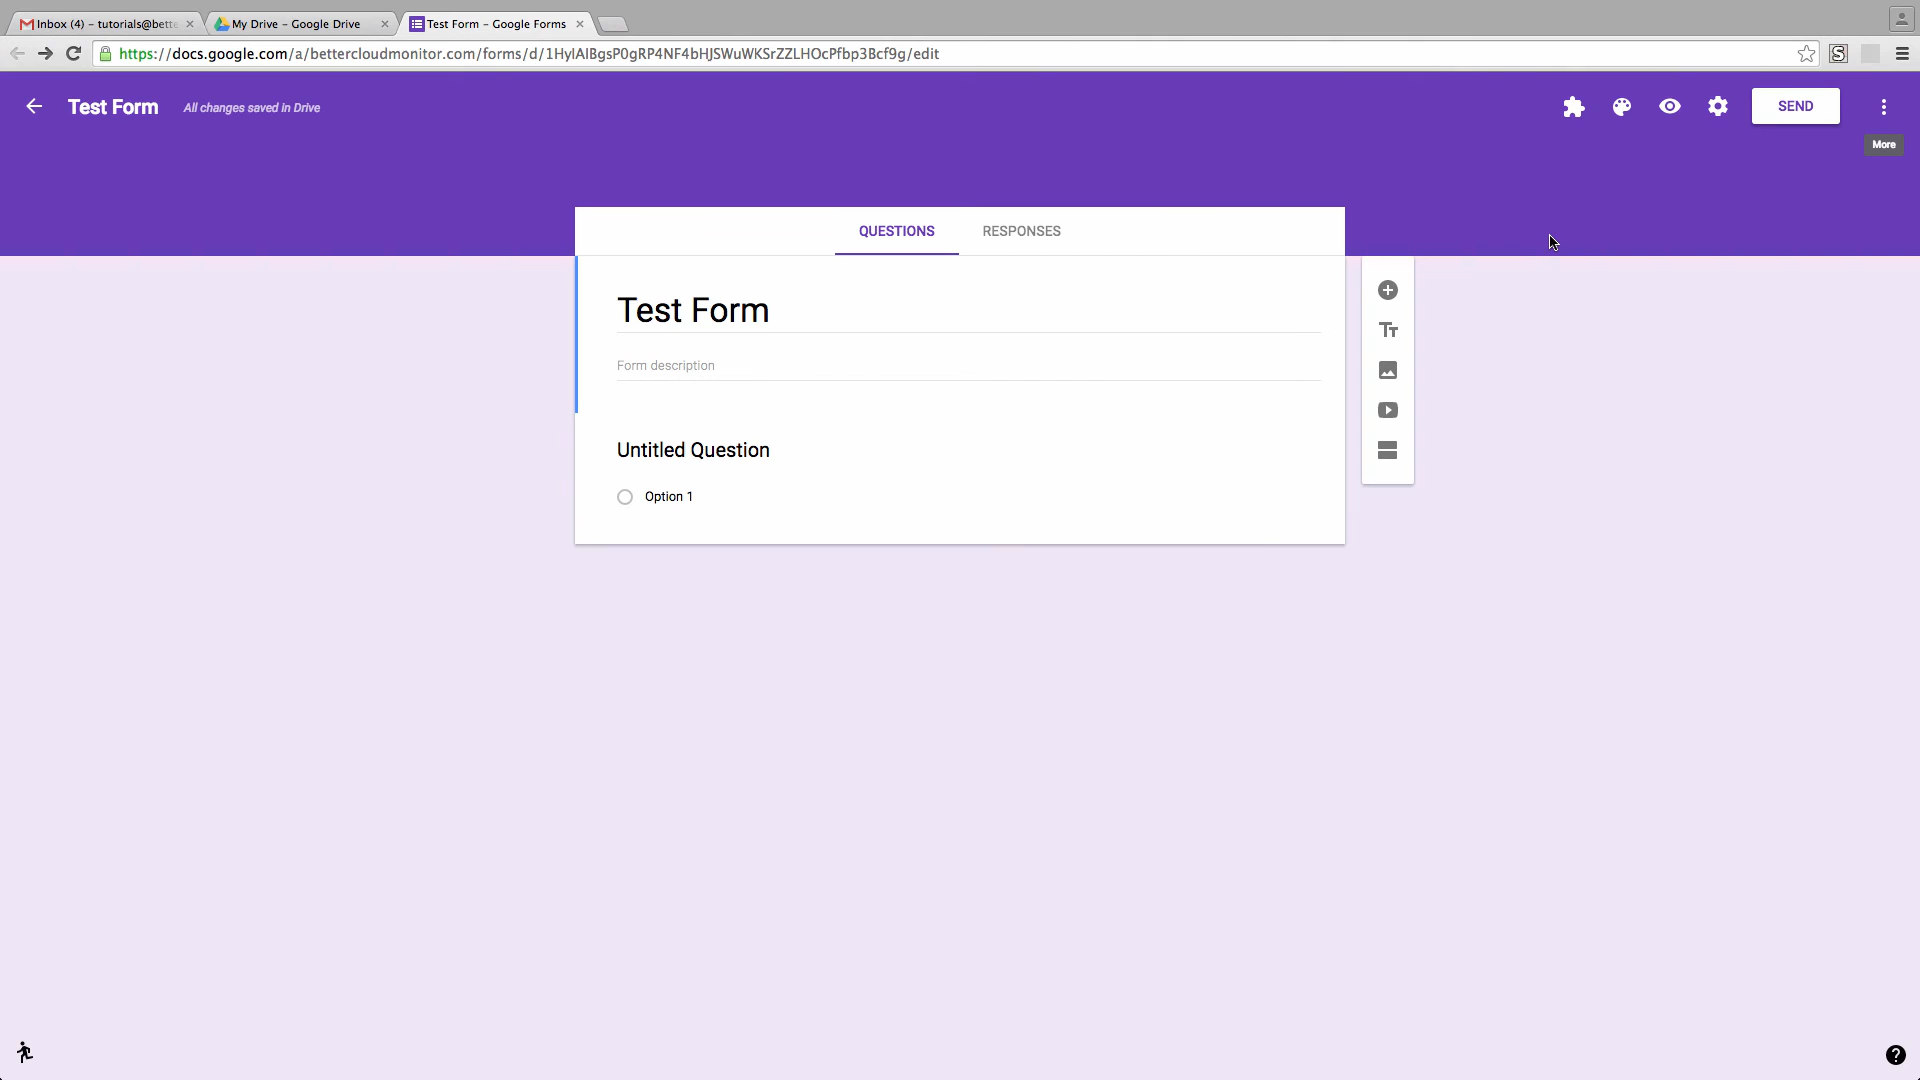 Inbox (4) – tutorials@bette
My Drive – Google Drive
Test Form – Google Forms
https://docs.google.com/a/bettercloudmonitor.com/forms/d/1HylAlBgsP0gRP4NF4bHJSWuWKSrZZLHOcPfbp3Bcf9g/edit
Test Form
All changes saved in Drive
SEND
More
QUESTIONS
RESPONSES
Test Form
Form description
Untitled Question
Option 1